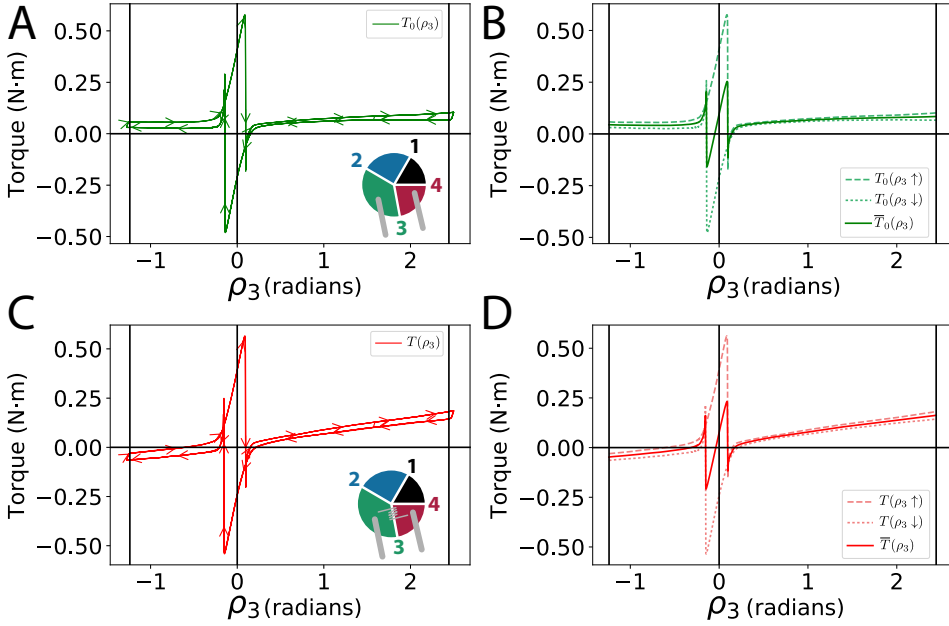 A
Torque (N·m)
0.50
0.25
0.00
−0.25
−0.50
T₀(ρ₃)
1
2
4
3
−1 0 1 2
ρ₃ (radians)
B
Torque (N·m)
0.50
0.25
0.00
−0.25
−0.50
T₀(ρ₃ ↑)
T₀(ρ₃ ↓)
T̅₀(ρ₃)
−1 0 1 2
ρ₃ (radians)
C
Torque (N·m)
0.50
0.25
0.00
−0.25
−0.50
T(ρ₃)
1
2
4
3
−1 0 1 2
ρ₃ (radians)
D
Torque (N·m)
0.50
0.25
0.00
−0.25
−0.50
T(ρ₃ ↑)
T(ρ₃ ↓)
T̅(ρ₃)
−1 0 1 2
ρ₃ (radians)